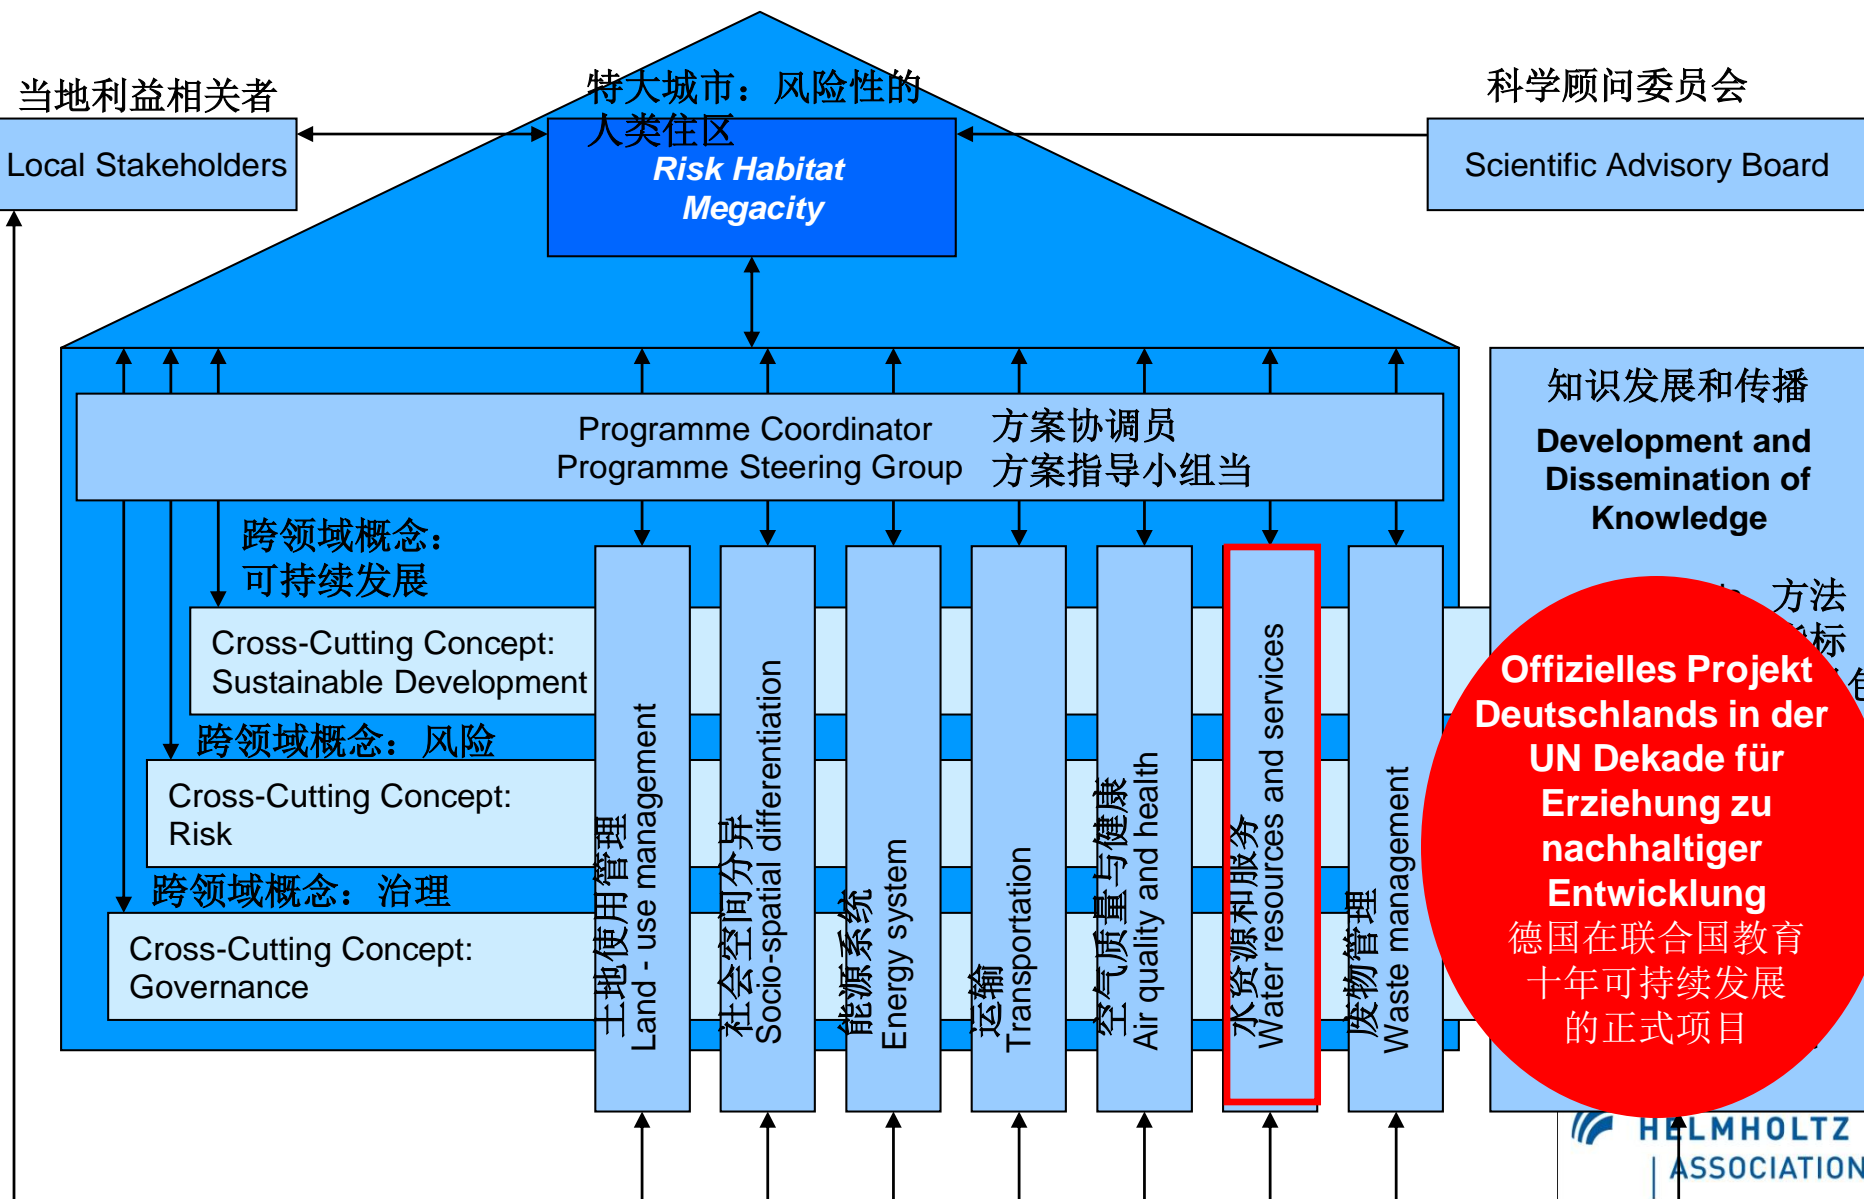 当地利益相关者
Local Stakeholders
特大城市：风险性的
人类住区
Risk Habitat
Megacity
科学顾问委员会
Scientific Advisory Board
Programme Coordinator 方案协调员
Programme Steering Group 方案指导小组当
跨领域概念：
可持续发展
Cross-Cutting Concept:
Sustainable Development
跨领域概念：风险
Cross-Cutting Concept:
Risk
跨领域概念：治理
Cross-Cutting Concept:
Governance
土地使用管理
Land - use management
社会空间分异
Socio-spatial differentiation
能源系统
Energy system
运输
Transportation
空气质量与健康
Air quality and health
水资源和服务
Water resources and services
废物管理
Waste management
知识发展和传播
Development and
Dissemination of
Knowledge
方法
标
Offizielles Projekt
Deutschlands in der
UN Dekade für
Erziehung zu
nachhaltiger
Entwicklung
德国在联合国教育
十年可持续发展
的正式项目
HELMHOLTZ
ASSOCIATION